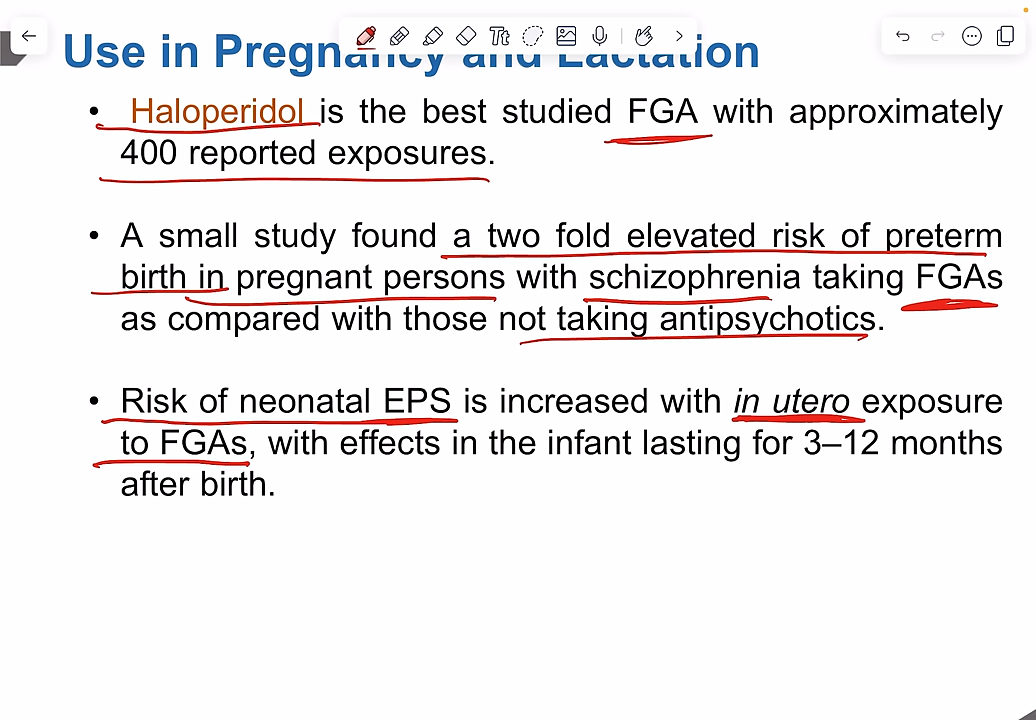 Use in Pregnancy and Lactation
• Haloperidol is the best studied FGA with approximately
400 reported exposures.
• A small study found a two fold elevated risk of preterm
birth in pregnant persons with schizophrenia taking FGAs
as compared with those not taking antipsychotics.
• Risk of neonatal EPS is increased with in utero exposure
to FGAs, with effects in the infant lasting for 3–12 months
after birth.